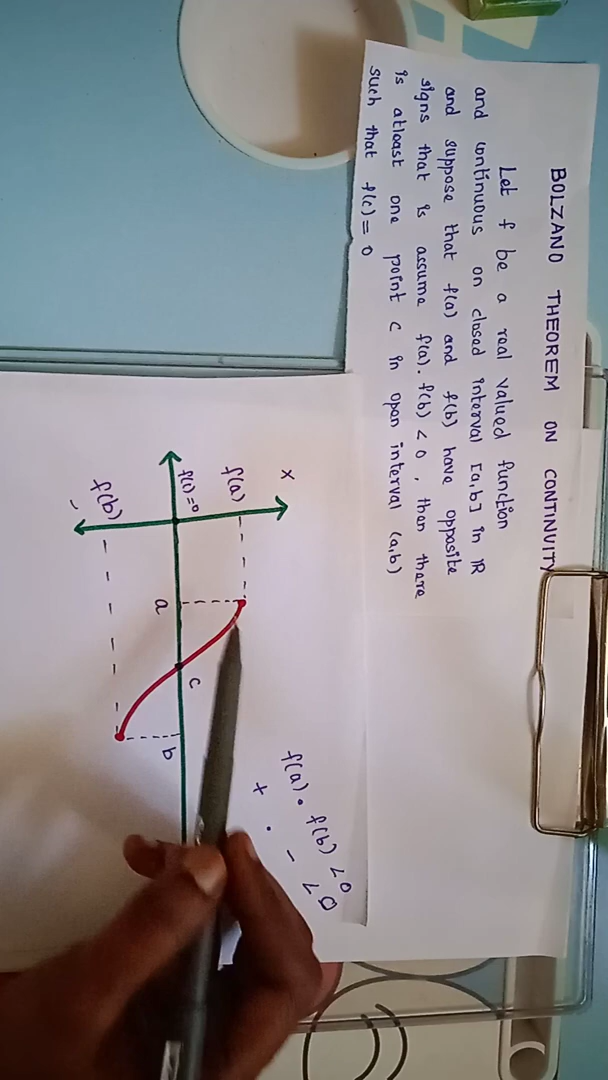 BOLZANO THEOREM ON CONTINUITY
Let f be a real valued function
and continuous on closed interval [a,b] in IR
and suppose that f(a) and f(b) have opposite
signs that is assume f(a). f(b) < 0, then there
is atleast one point c in open interval (a,b)
such that f(c) = 0
X
f(a)
f(c)=0
f(b)
-
a
c
b
f(a) • f(b) < 0
+ • - < 0